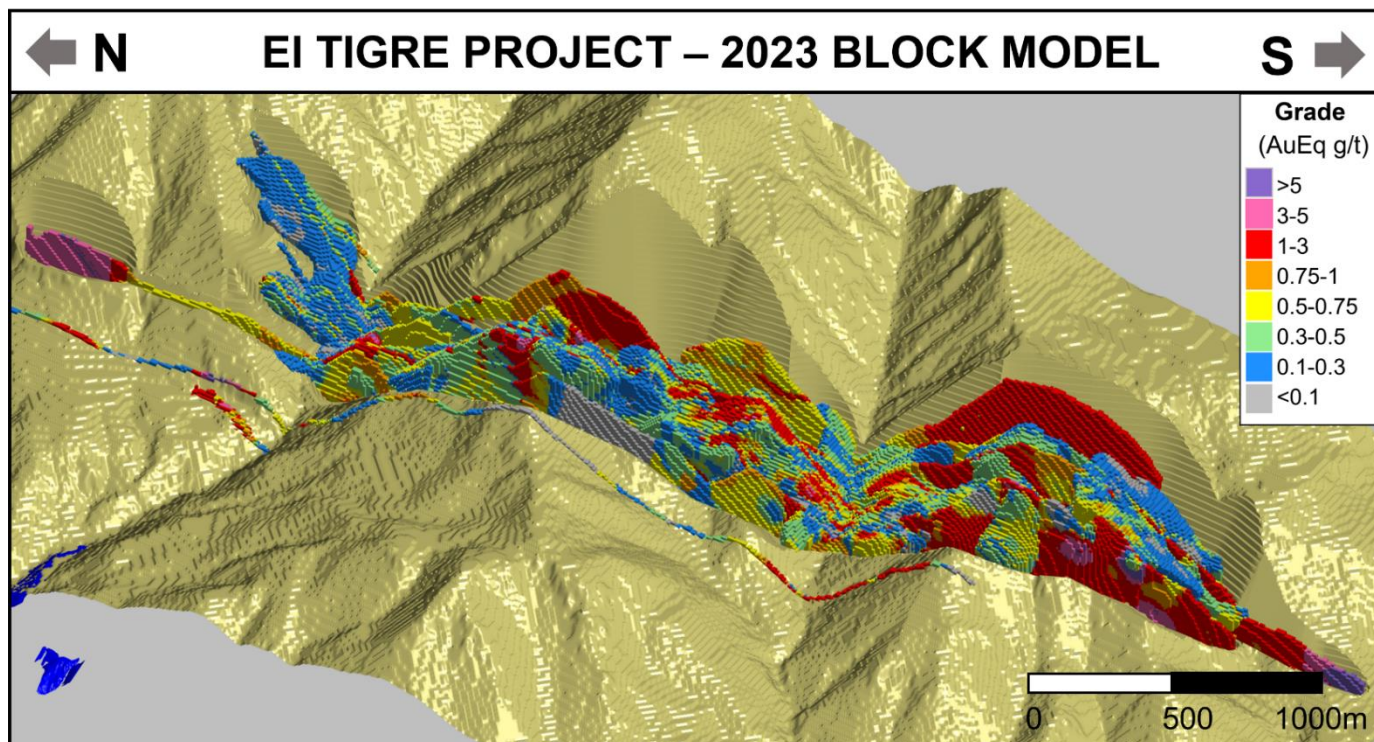 N EI TIGRE PROJECT – 2023 BLOCK MODEL S
Grade
(AuEq g/t)
>5
3-5
1-3
0.75-1
0.5-0.75
0.3-0.5
0.1-0.3
<0.1
0 500 1000m